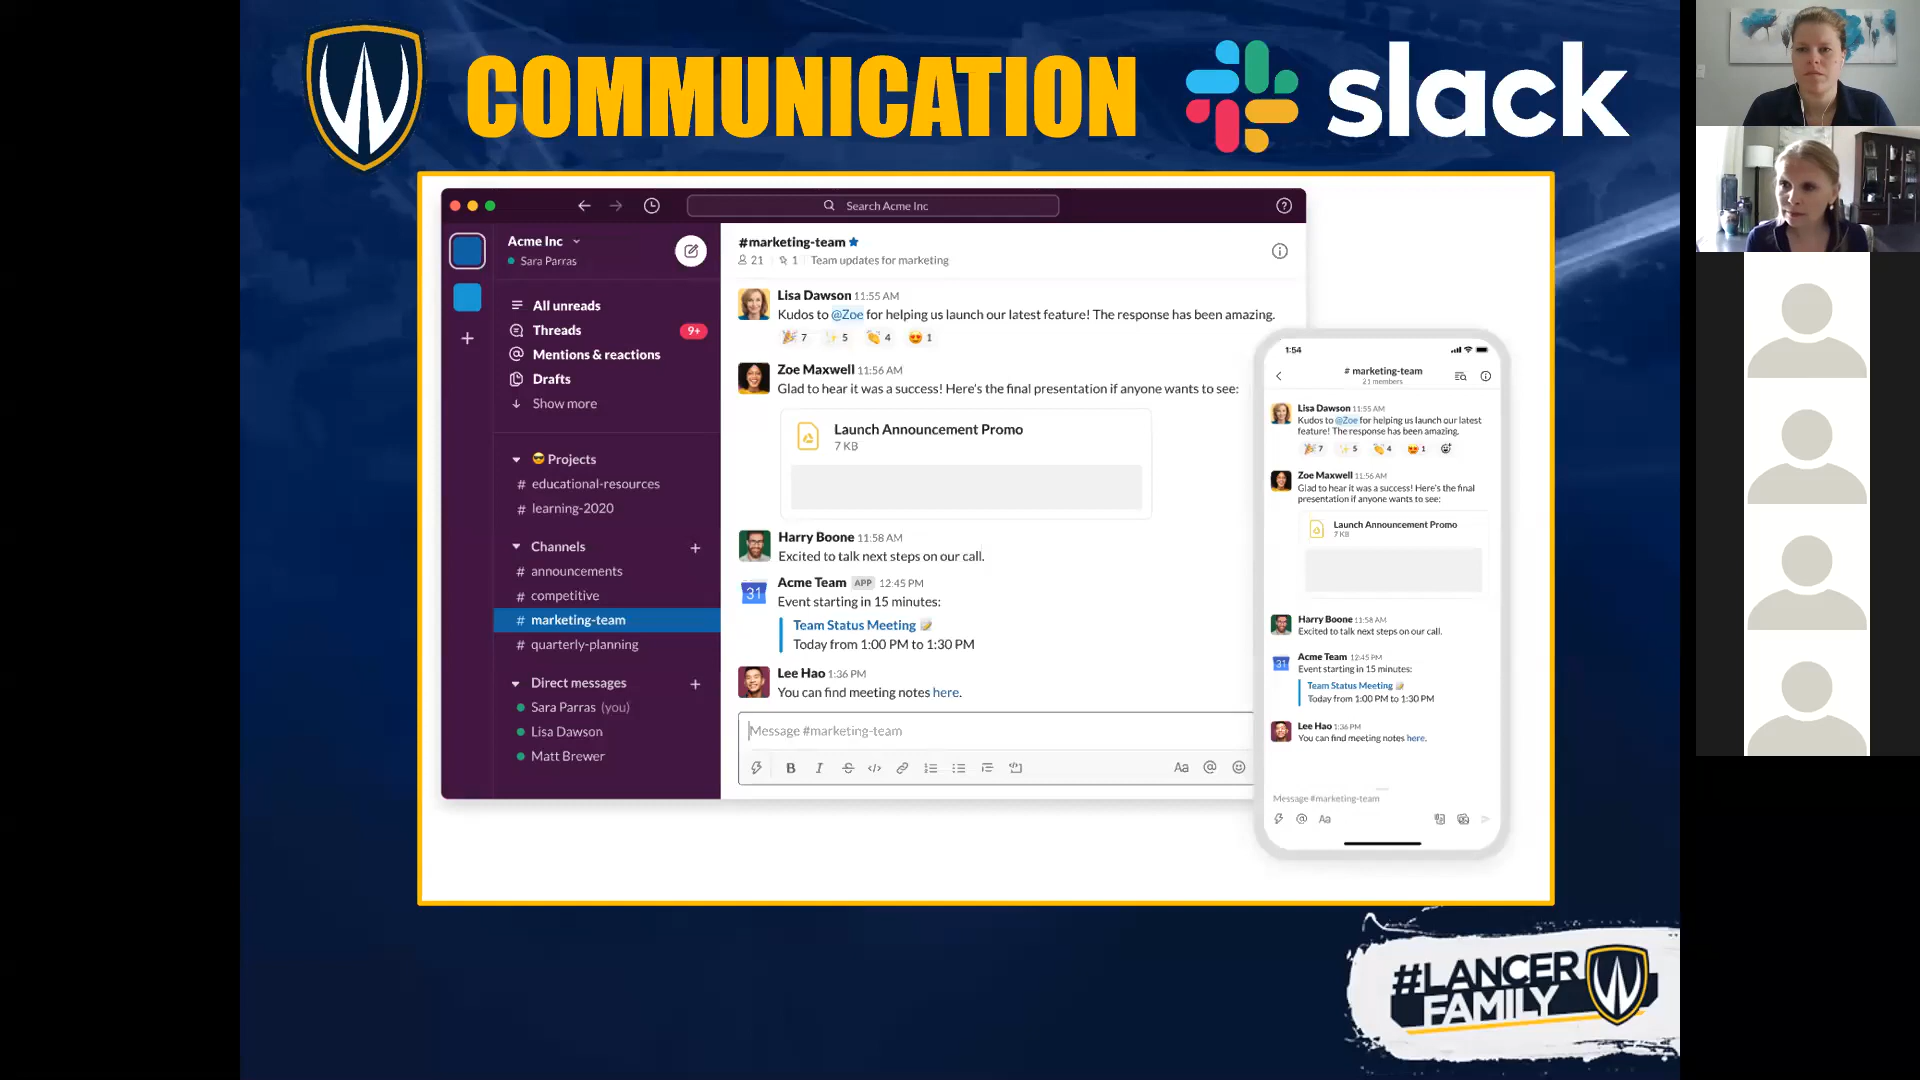 COMMUNICATION
slack
Search Acme Inc
Acme Inc
Sara Parras
All unreads
Threads
9+
Mentions & reactions
Drafts
Show more
Projects
# educational-resources
# learning-2020
Channels
# announcements
# competitive
# marketing-team
# quarterly-planning
Direct messages
Sara Parras (you)
Lisa Dawson
Matt Brewer
#marketing-team
21 | 1 | Team updates for marketing
Lisa Dawson 11:55 AM
Kudos to @Zoe for helping us launch our latest feature! The response has been amazing.
7 5 4 1
Zoe Maxwell 11:56 AM
Glad to hear it was a success! Here's the final presentation if anyone wants to see:
Launch Announcement Promo
7 KB
Harry Boone 11:58 AM
Excited to talk next steps on our call.
Acme Team APP 12:45 PM
31
Event starting in 15 minutes:
Team Status Meeting
Today from 1:00 PM to 1:30 PM
Lee Hao 1:36 PM
You can find meeting notes here.
Message #marketing-team
B I S </> Aa @
1:54
# marketing-team
21 members
Lisa Dawson 11:55 AM
Kudos to @Zoe for helping us launch our latest
feature! The response has been amazing.
7 5 4 1
Zoe Maxwell 11:56 AM
Glad to hear it was a success! Here's the final
presentation if anyone wants to see:
Launch Announcement Promo
7 KB
Harry Boone 11:58 AM
Excited to talk next steps on our call.
Acme Team 12:45 PM
31
Event starting in 15 minutes:
Team Status Meeting
Today from 1:00 PM to 1:30 PM
Lee Hao 1:36 PM
You can find meeting notes here.
Message #marketing-team
@ Aa
#LANCER
FAMILY